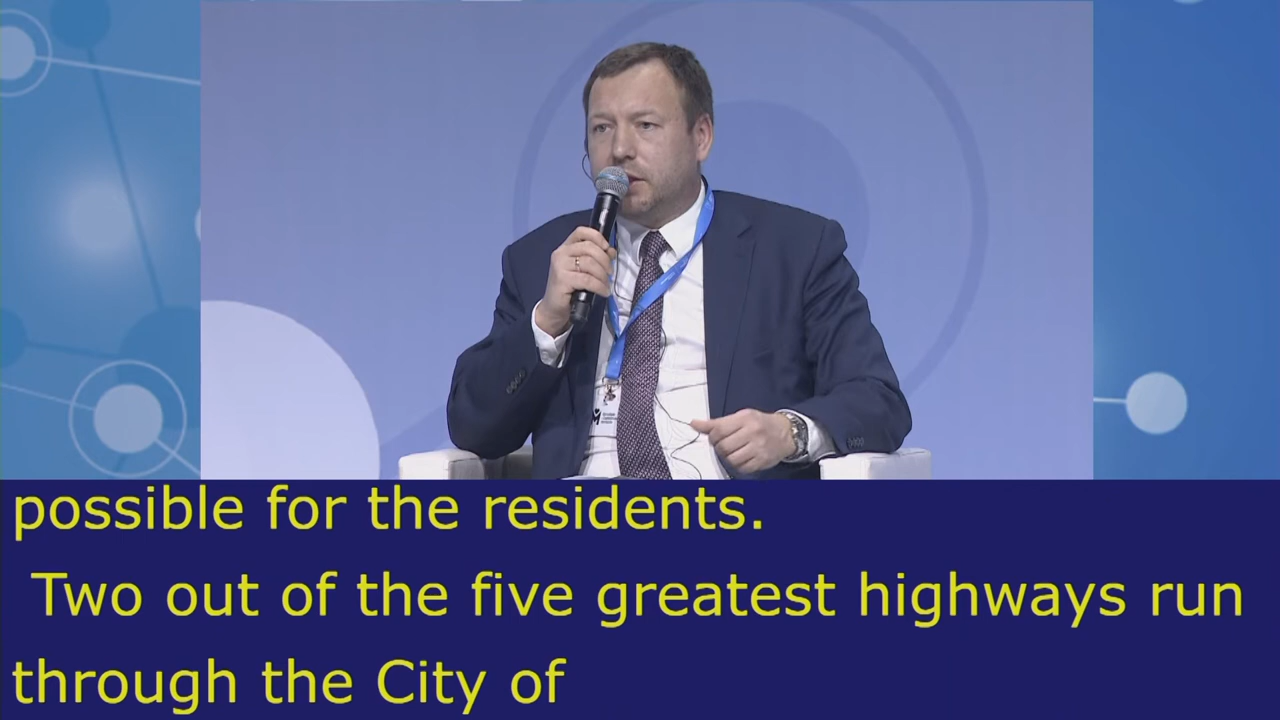 possible for the residents.
Two out of the five greatest highways run
through the City of